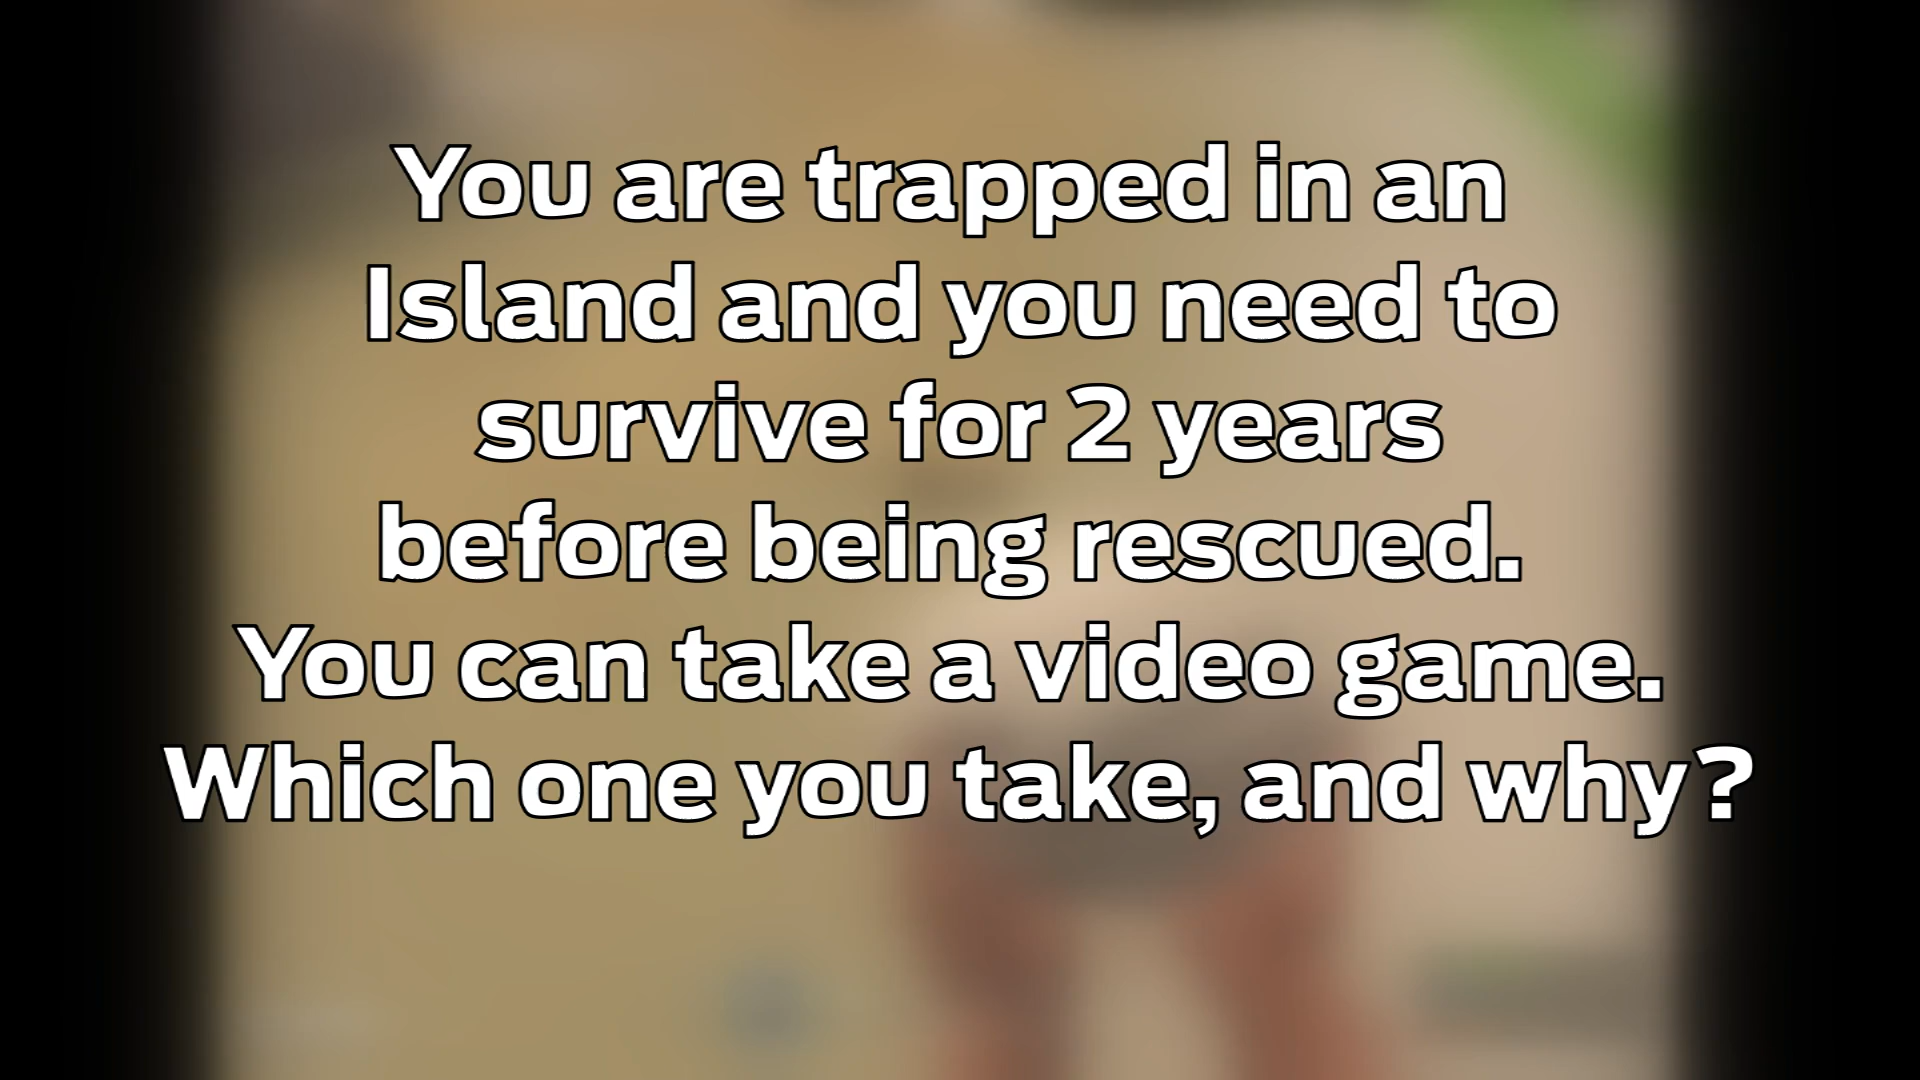 You are trapped in an
Island and you need to
survive for 2 years
before being rescued.
You can take a video game.
Which one you take, and why?